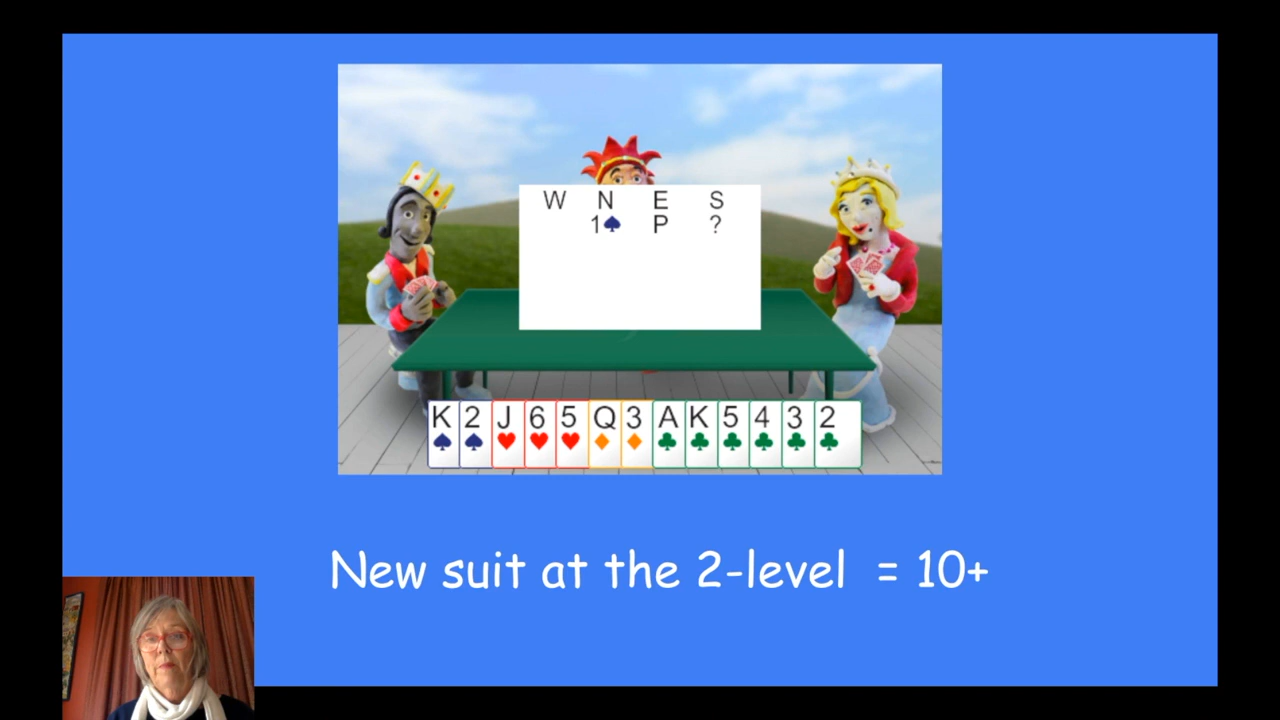 W N E S
1♠ P ?
K 2 J 6 5 Q 3 A K 5 4 3 2
♠ ♠ ♥ ♥ ♥ ♦ ♦ ♣ ♣ ♣ ♣ ♣ ♣
New suit at the 2-level = 10+